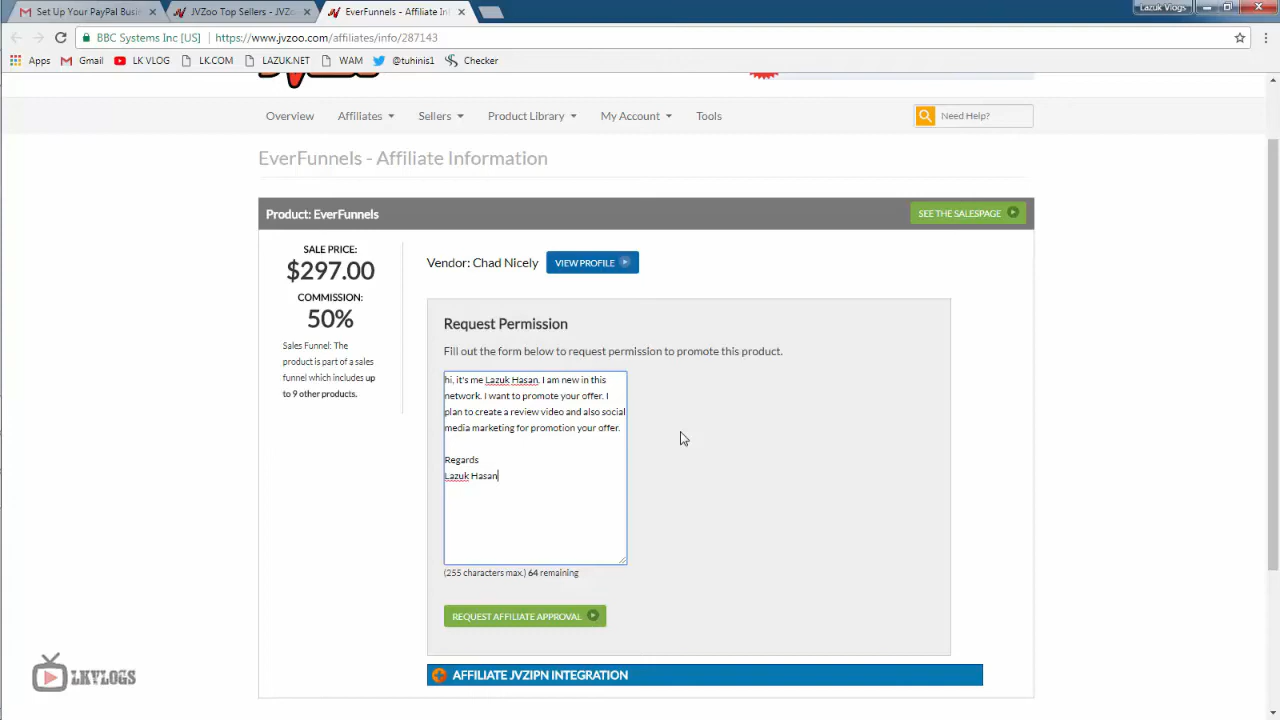 Set Up Your PayPal Busi
JVZoo Top Sellers - JVZ
EverFunnels - Affiliate In
Lazuk Vlogs
BBC Systems Inc [US]
https://www.jvzoo.com/affiliates/info/287143
Apps
Gmail
LK VLOG
LK.COM
LAZUK.NET
WAM
@tuhinis1
Checker
Overview
Affiliates
Sellers
Product Library
My Account
Tools
Need Help?
EverFunnels - Affiliate Information
Product: EverFunnels
SEE THE SALESPAGE
SALE PRICE:
$297.00
COMMISSION:
50%
Sales Funnel: The
product is part of a sales
funnel which includes up
to 9 other products.
Vendor: Chad Nicely
VIEW PROFILE
Request Permission
Fill out the form below to request permission to promote this product.
hi, it's me Lazuk Hasan. I am new in this
network. I want to promote your offer. I
plan to create a review video and also social
media marketing for promotion your offer.
Regards
Lazuk Hasan
(255 characters max.) 64 remaining
REQUEST AFFILIATE APPROVAL
AFFILIATE JVZIPN INTEGRATION
LKVLOGS